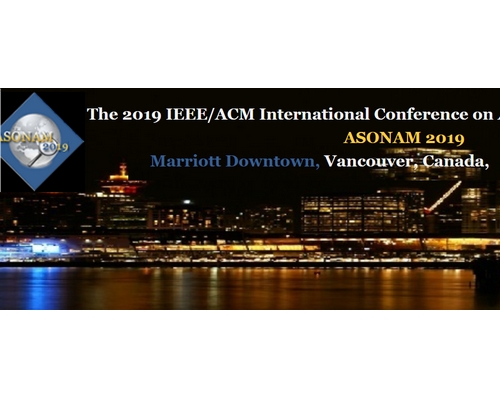 The 2019 IEEE/ACM International Conference on A
ASONAM 2019
Marriott Downtown, Vancouver, Canada,
ASONAM
2019